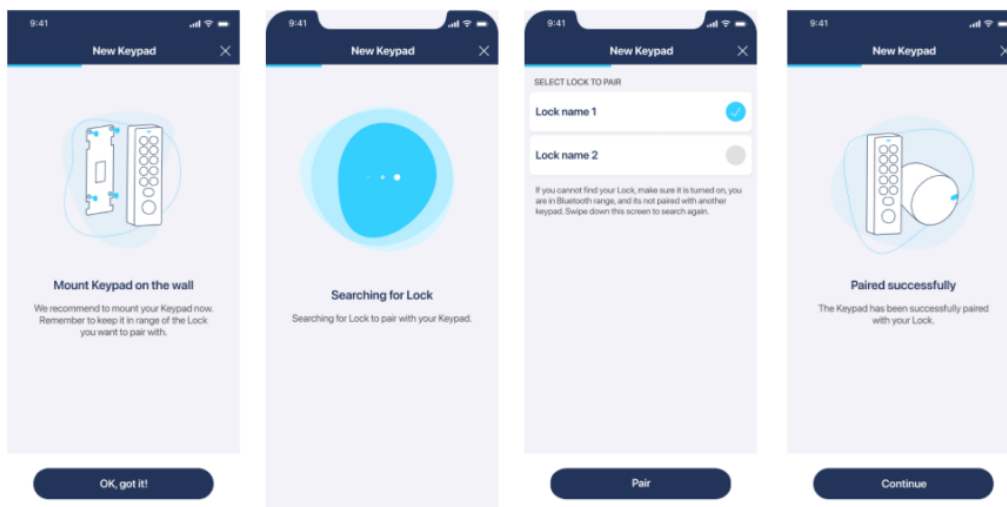 9:41
New Keypad
Mount Keypad on the wall
We recommend to mount your Keypad now.
Remember to keep it in range of the Lock
you want to pair with.
OK, got it!
9:41
New Keypad
Searching for Lock
Searching for Lock to pair with your Keypad.
9:41
New Keypad
SELECT LOCK TO PAIR
Lock name 1
Lock name 2
If you cannot find your Lock, make sure it is turned on, you
are in Bluetooth range, and its not paired with another
keypad. Swipe down this screen to search again.
Pair
9:41
New Keypad
Paired successfully
The Keypad has been successfully paired
with your Lock.
Continue